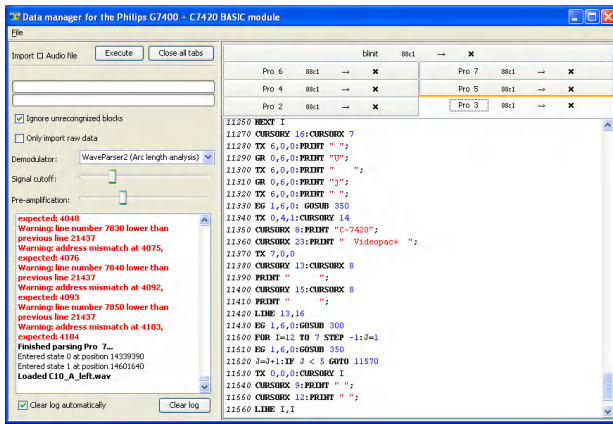 Data manager for the Philips G7400 + C7420 BASIC module
File
Import Audio file
Execute
Close all tabs
Ignore unrecongnized blocks
Only import raw data
Demodulator:
WaveParser2 (Arc length analysis)
Signal cutoff:
Pre-amplification:
expected: 4048
Warning: line number 7830 lower than
previous line 21437
Warning: address mismatch at 4075,
expected: 4076
Warning: line number 7840 lower than
previous line 21437
Warning: address mismatch at 4092,
expected: 4093
Warning: line number 7850 lower than
previous line 21437
Warning: address mismatch at 4103,
expected: 4104
Finished parsing Pro 7...
Entered state 0 at position 14339390
Entered state 1 at position 14601640
Loaded C10_A_left.wav
Clear log automatically
Clear log
blinit 88c1 → ×
Pro 6 88c1 → × Pro 7 88c1 → ×
Pro 4 88c1 → × Pro 5 88c1 → ×
Pro 2 88c1 → × Pro 3 88c1 → ×
11250 NEXT I
11270 CURSORY 16:CURSORX 7
11280 TX 6,0,0:PRINT " ";
11290 GR 0,6,0:PRINT "U";
11300 TX 6,0,0:PRINT "     ";
11310 GR 0,6,0:PRINT "j";
11320 TX 6,0,0:PRINT " ";
11330 EG 1,6,0: GOSUB 350
11340 TX 0,4,1:CURSORY 14
11350 CURSORX 8:PRINT "C-7420";
11360 CURSORX 23:PRINT "  Videopac+  ";
11370 TX 7,0,0
11380 CURSORY 13:CURSORX 8
11390 PRINT "      ";
11400 CURSORY 15:CURSORX 8
11410 PRINT "      ";
11420 LINE 13,16
11430 EG 1,6,0:GOSUB 300
11500 FOR I=12 TO 7 STEP -1:J=1
11510 EG 1,6,0:GOSUB 350
11520 J=J+1:IF J < 5 GOTO 11570
11530 TX 0,0,0:CURSORY I
11540 CURSORX 9:PRINT " ";
11550 CURSORX 12:PRINT " ";
11560 LINE I,I